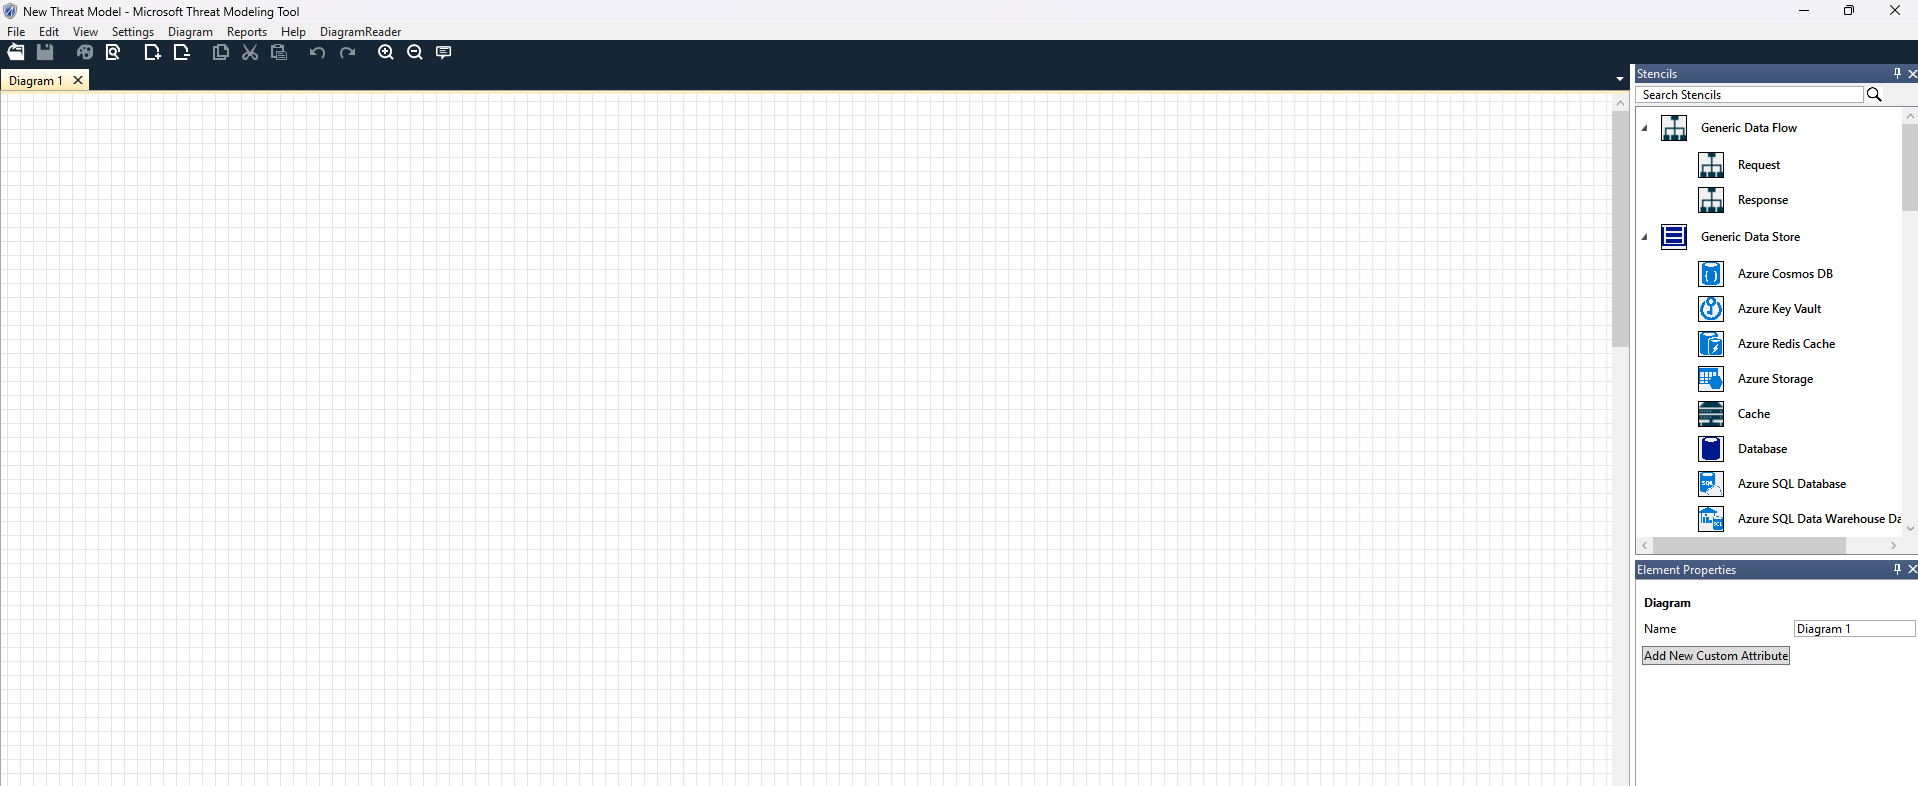 New Threat Model - Microsoft Threat Modeling Tool
File Edit View Settings Diagram Reports Help DiagramReader
Diagram 1
Stencils
Search Stencils
Generic Data Flow
Request
Response
Generic Data Store
Azure Cosmos DB
Azure Key Vault
Azure Redis Cache
Azure Storage
Cache
Database
Azure SQL Database
Azure SQL Data Warehouse Da
Element Properties
Diagram
Name Diagram 1
Add New Custom Attribute